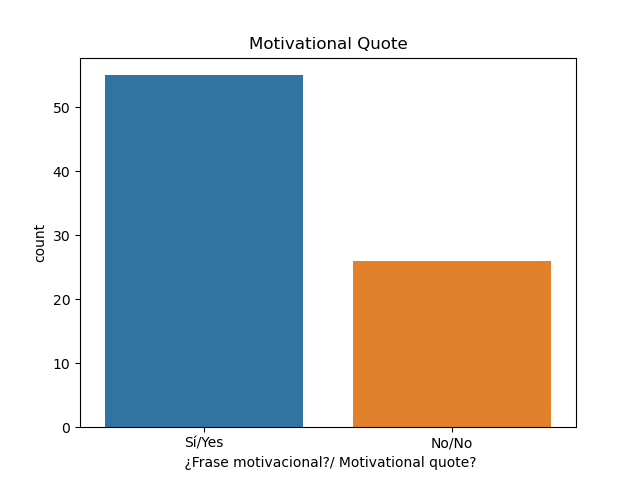 Motivational Quote
50
40
30
20
10
0
count
Sí/Yes
No/No
¿Frase motivacional?/ Motivational quote?